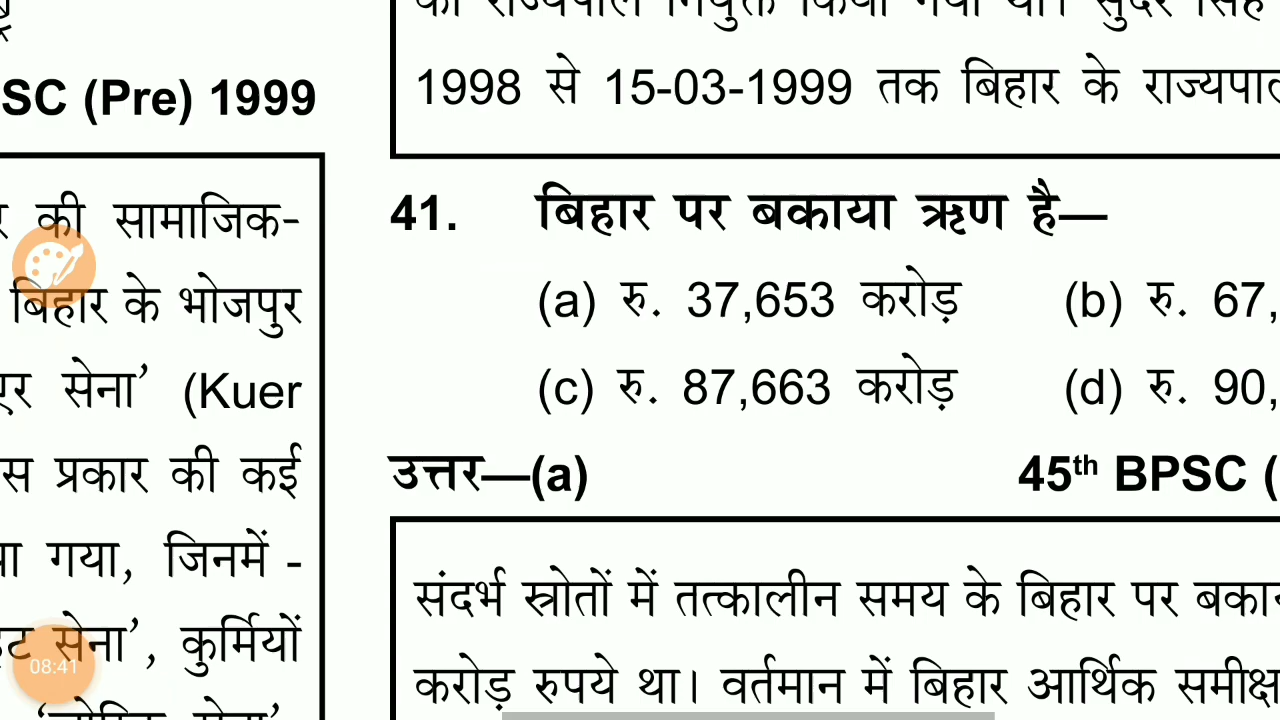 SC (Pre) 1999
की सामाजिक-
बिहार के भोजपुर
सेना’ (Kuer
प्रकार की कई
गया, जिनमें -
सेना’, कुर्मियों
08:41
को राज्यपाल नियुक्त किया गया था। सुंदर सिंह
1998 से 15-03-1999 तक बिहार के
41. बिहार पर बकाया ऋण है—
(a) रु. 37,653 करोड़ (b) रु. 67,
(c) रु. 87,663 करोड़ (d) रु. 90,
उत्तर—(a) 45th BPSC (
संदर्भ स्रोतों में तत्कालीन समय के बिहार पर
करोड़ रुपये था। वर्तमान में बिहार आर्थिक